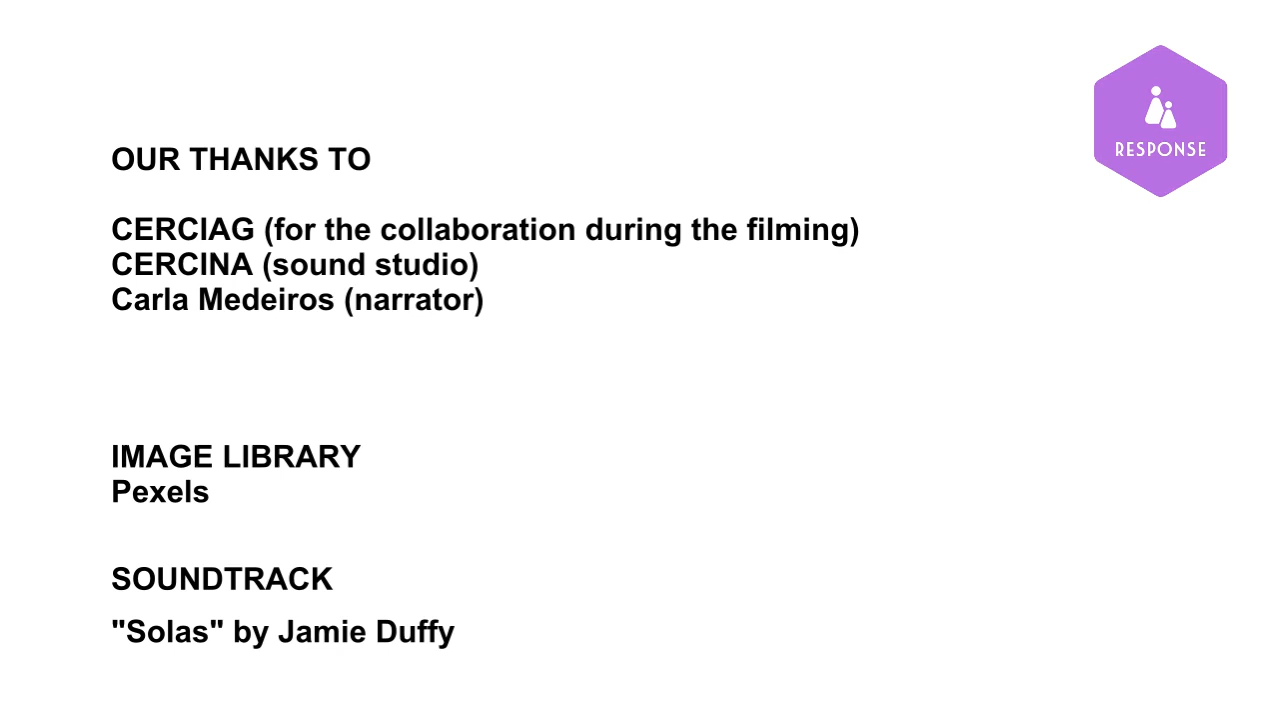 RESPONSE
OUR THANKS TO
CERCIAG (for the collaboration during the filming)
CERCINA (sound studio)
Carla Medeiros (narrator)
IMAGE LIBRARY
Pexels
SOUNDTRACK
"Solas" by Jamie Duffy